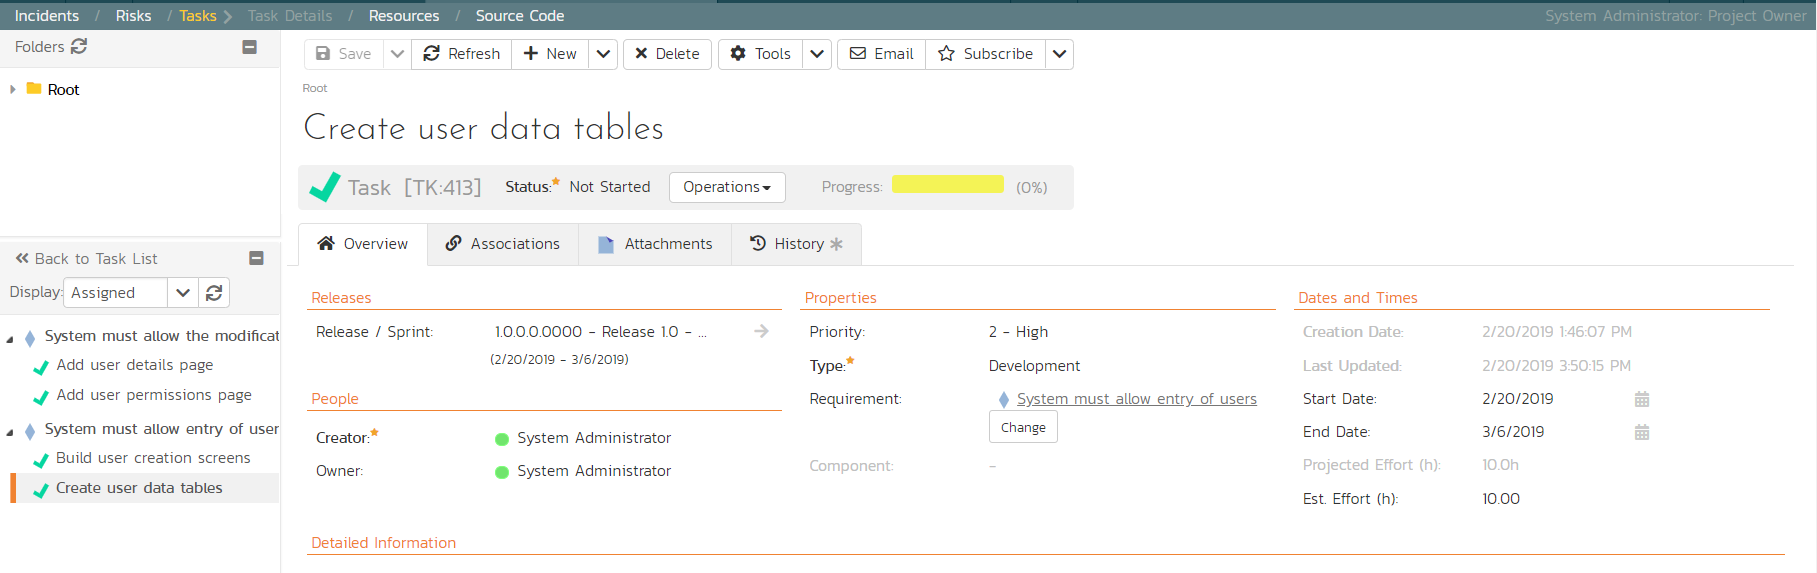 Incidents / Risks / Tasks Task Details / Resources / Source Code System Administrator: Project Owner
Folders
Save Refresh New Delete Tools Email Subscribe
Root
Root
Create user data tables
Task [TK:413] Status: Not Started Operations Progress: (0%)
Overview Associations Attachments History
Back to Task List
Display: Assigned
System must allow the modificat
Add user details page
Add user permissions page
System must allow entry of user
Build user creation screens
Create user data tables
Releases
Release / Sprint: 1.0.0.0.0000 - Release 1.0 - ...
(2/20/2019 - 3/6/2019)
People
Creator: System Administrator
Owner: System Administrator
Properties
Priority: 2 - High
Type: Development
Requirement: System must allow entry of users
Change
Component: -
Dates and Times
Creation Date: 2/20/2019 1:46:07 PM
Last Updated: 2/20/2019 3:50:15 PM
Start Date: 2/20/2019
End Date: 3/6/2019
Projected Effort (h): 10.0h
Est. Effort (h): 10.00
Detailed Information